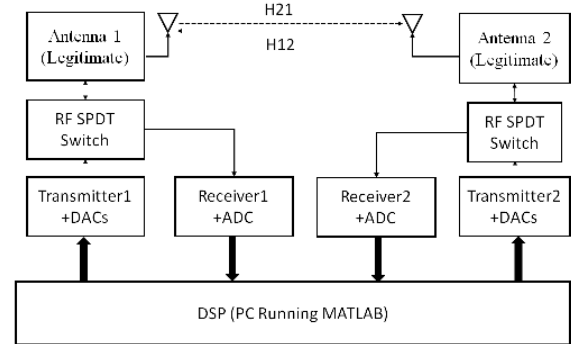 H21
H12
Antenna 1
(Legitimate)
Antenna 2
(Legitimate)
RF SPDT
Switch
RF SPDT
Switch
Transmitter1
+DACs
Receiver1
+ADC
Receiver2
+ADC
Transmitter2
+DACs
DSP (PC Running MATLAB)